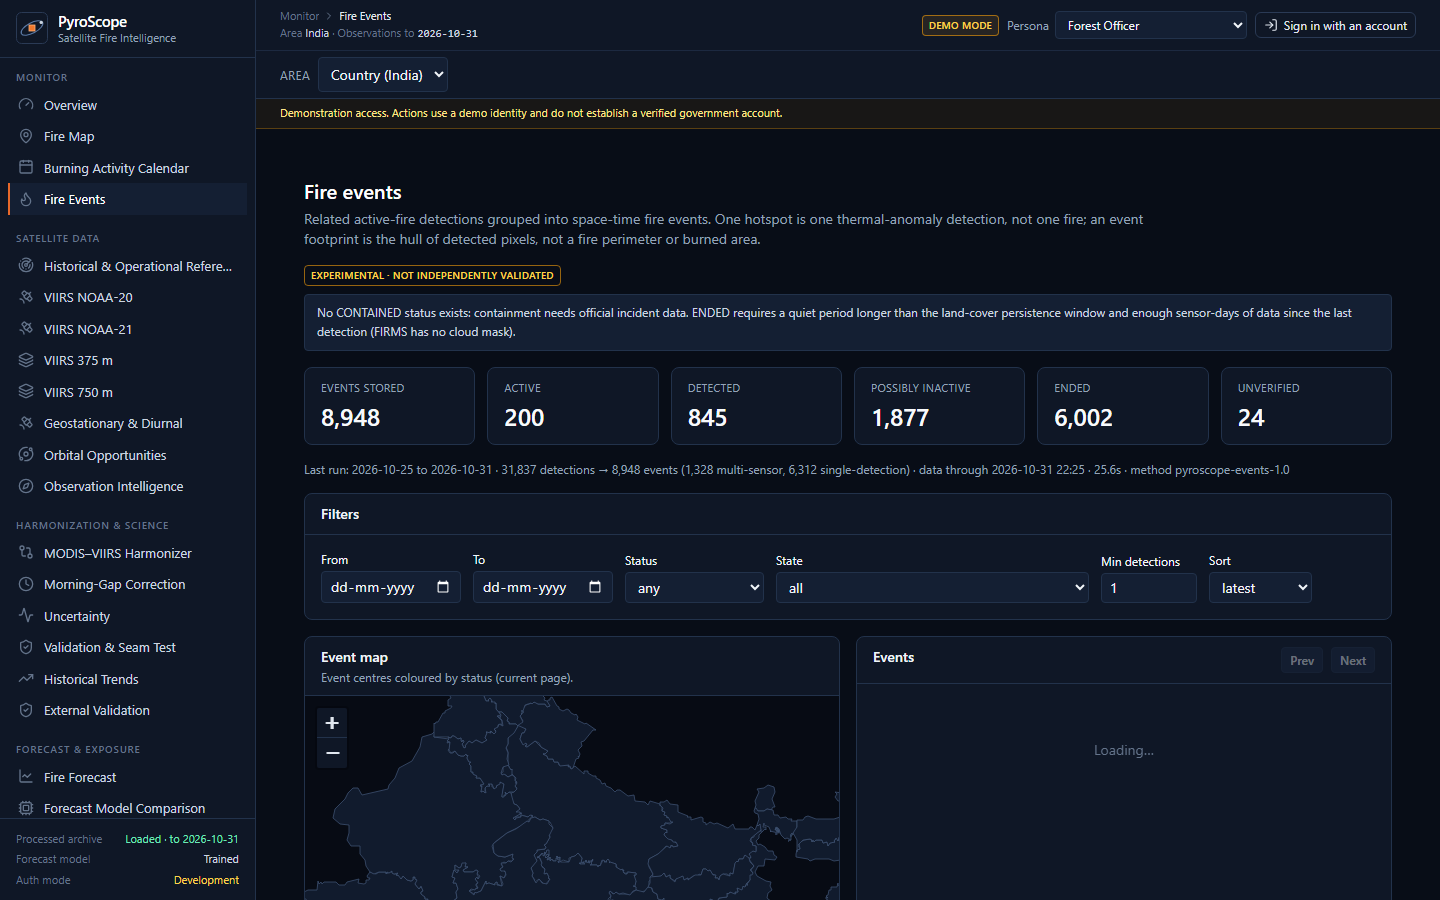 PyroScope
Satellite Fire Intelligence
MONITOR
Overview
Fire Map
Burning Activity Calendar
Fire Events
SATELLITE DATA
Historical & Operational Refere...
VIIRS NOAA-20
VIIRS NOAA-21
VIIRS 375 m
VIIRS 750 m
Geostationary & Diurnal
Orbital Opportunities
Observation Intelligence
HARMONIZATION & SCIENCE
MODIS–VIIRS Harmonizer
Morning-Gap Correction
Uncertainty
Validation & Seam Test
Historical Trends
External Validation
FORECAST & EXPOSURE
Fire Forecast
Forecast Model Comparison
Processed archive Loaded · to 2026-10-31
Forecast model Trained
Auth mode Development
Monitor > Fire Events
Area India · Observations to 2026-10-31
DEMO MODE Persona Forest Officer Sign in with an account
AREA Country (India)
Demonstration access. Actions use a demo identity and do not establish a verified government account.
Fire events
Related active-fire detections grouped into space-time fire events. One hotspot is one thermal-anomaly detection, not one fire; an event
footprint is the hull of detected pixels, not a fire perimeter or burned area.
EXPERIMENTAL · NOT INDEPENDENTLY VALIDATED
No CONTAINED status exists: containment needs official incident data. ENDED requires a quiet period longer than the land-cover persistence window and enough sensor-days of data since the last
detection (FIRMS has no cloud mask).
EVENTS STORED
8,948
ACTIVE
200
DETECTED
845
POSSIBLY INACTIVE
1,877
ENDED
6,002
UNVERIFIED
24
Last run: 2026-10-25 to 2026-10-31 · 31,837 detections → 8,948 events (1,328 multi-sensor, 6,312 single-detection) · data through 2026-10-31 22:25 · 25.6s · method pyroscope-events-1.0
Filters
From
dd-mm-yyyy
To
dd-mm-yyyy
Status
any
State
all
Min detections
1
Sort
latest
Event map
Event centres coloured by status (current page).
+
−
Events
Prev Next
Loading...